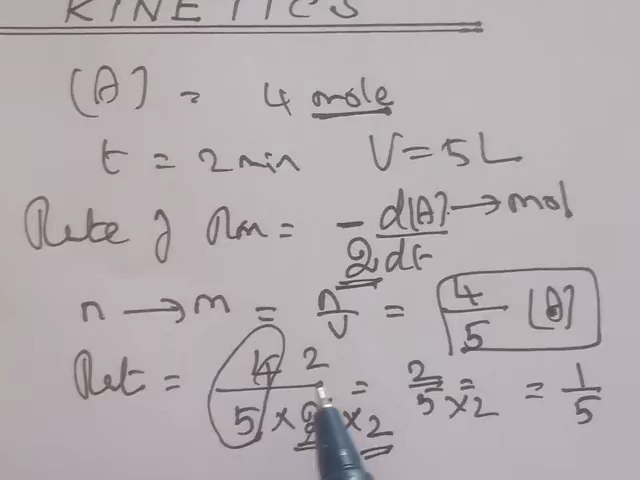 KINETICS
[A] = 4 mole
t = 2 min V = 5L
Rate of Rxn = - d[A] → mol / 2 dt
n → m = n/V = 4/5 [A]
Rat = 4 2 / 5 × 2 × 2 = 2/5 × 2 = 1/5